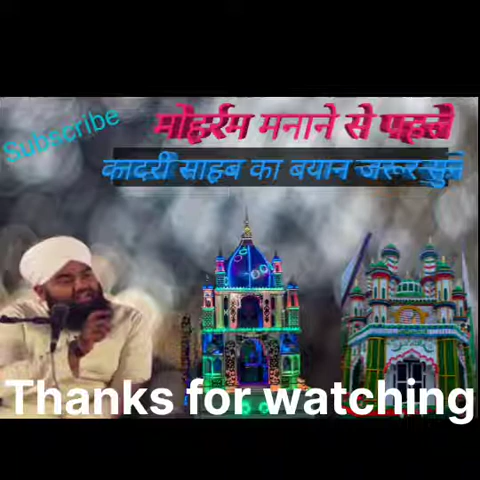 Subscribe
मोहर्रम मनाने से पहले
कादरी साहब का बयान जरूर सुने
Thanks for watching